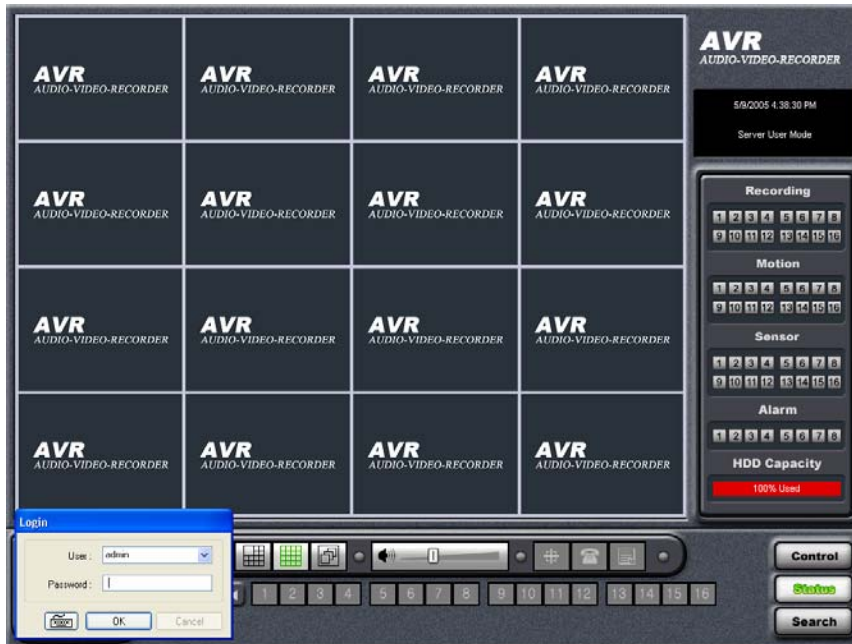 AVR AVR AVR AVR
AUDIO-VIDEO-RECORDER AUDIO-VIDEO-RECORDER AUDIO-VIDEO-RECORDER AUDIO-VIDEO-RECORDER
AVR AVR AVR AVR
AUDIO-VIDEO-RECORDER AUDIO-VIDEO-RECORDER AUDIO-VIDEO-RECORDER AUDIO-VIDEO-RECORDER
AVR AVR AVR AVR
AUDIO-VIDEO-RECORDER AUDIO-VIDEO-RECORDER AUDIO-VIDEO-RECORDER AUDIO-VIDEO-RECORDER
AVR AVR AVR AVR
AUDIO-VIDEO-RECORDER AUDIO-VIDEO-RECORDER AUDIO-VIDEO-RECORDER AUDIO-VIDEO-RECORDER
AVR
AUDIO-VIDEO-RECORDER
5/9/2005 4:38:30 PM
Server User Mode
Recording
1 2 3 4 5 6 7 8
9 10 11 12 13 14 15 16
Motion
1 2 3 4 5 6 7 8
9 10 11 12 13 14 15 16
Sensor
1 2 3 4 5 6 7 8
9 10 11 12 13 14 15 16
Alarm
1 2 3 4 5 6 7 8
HDD Capacity
100% Used
Login
User : admin
Password :
OK Cancel
1 2 3 4 5 6 7 8 9 10 11 12 13 14 15 16
Control
Status
Search